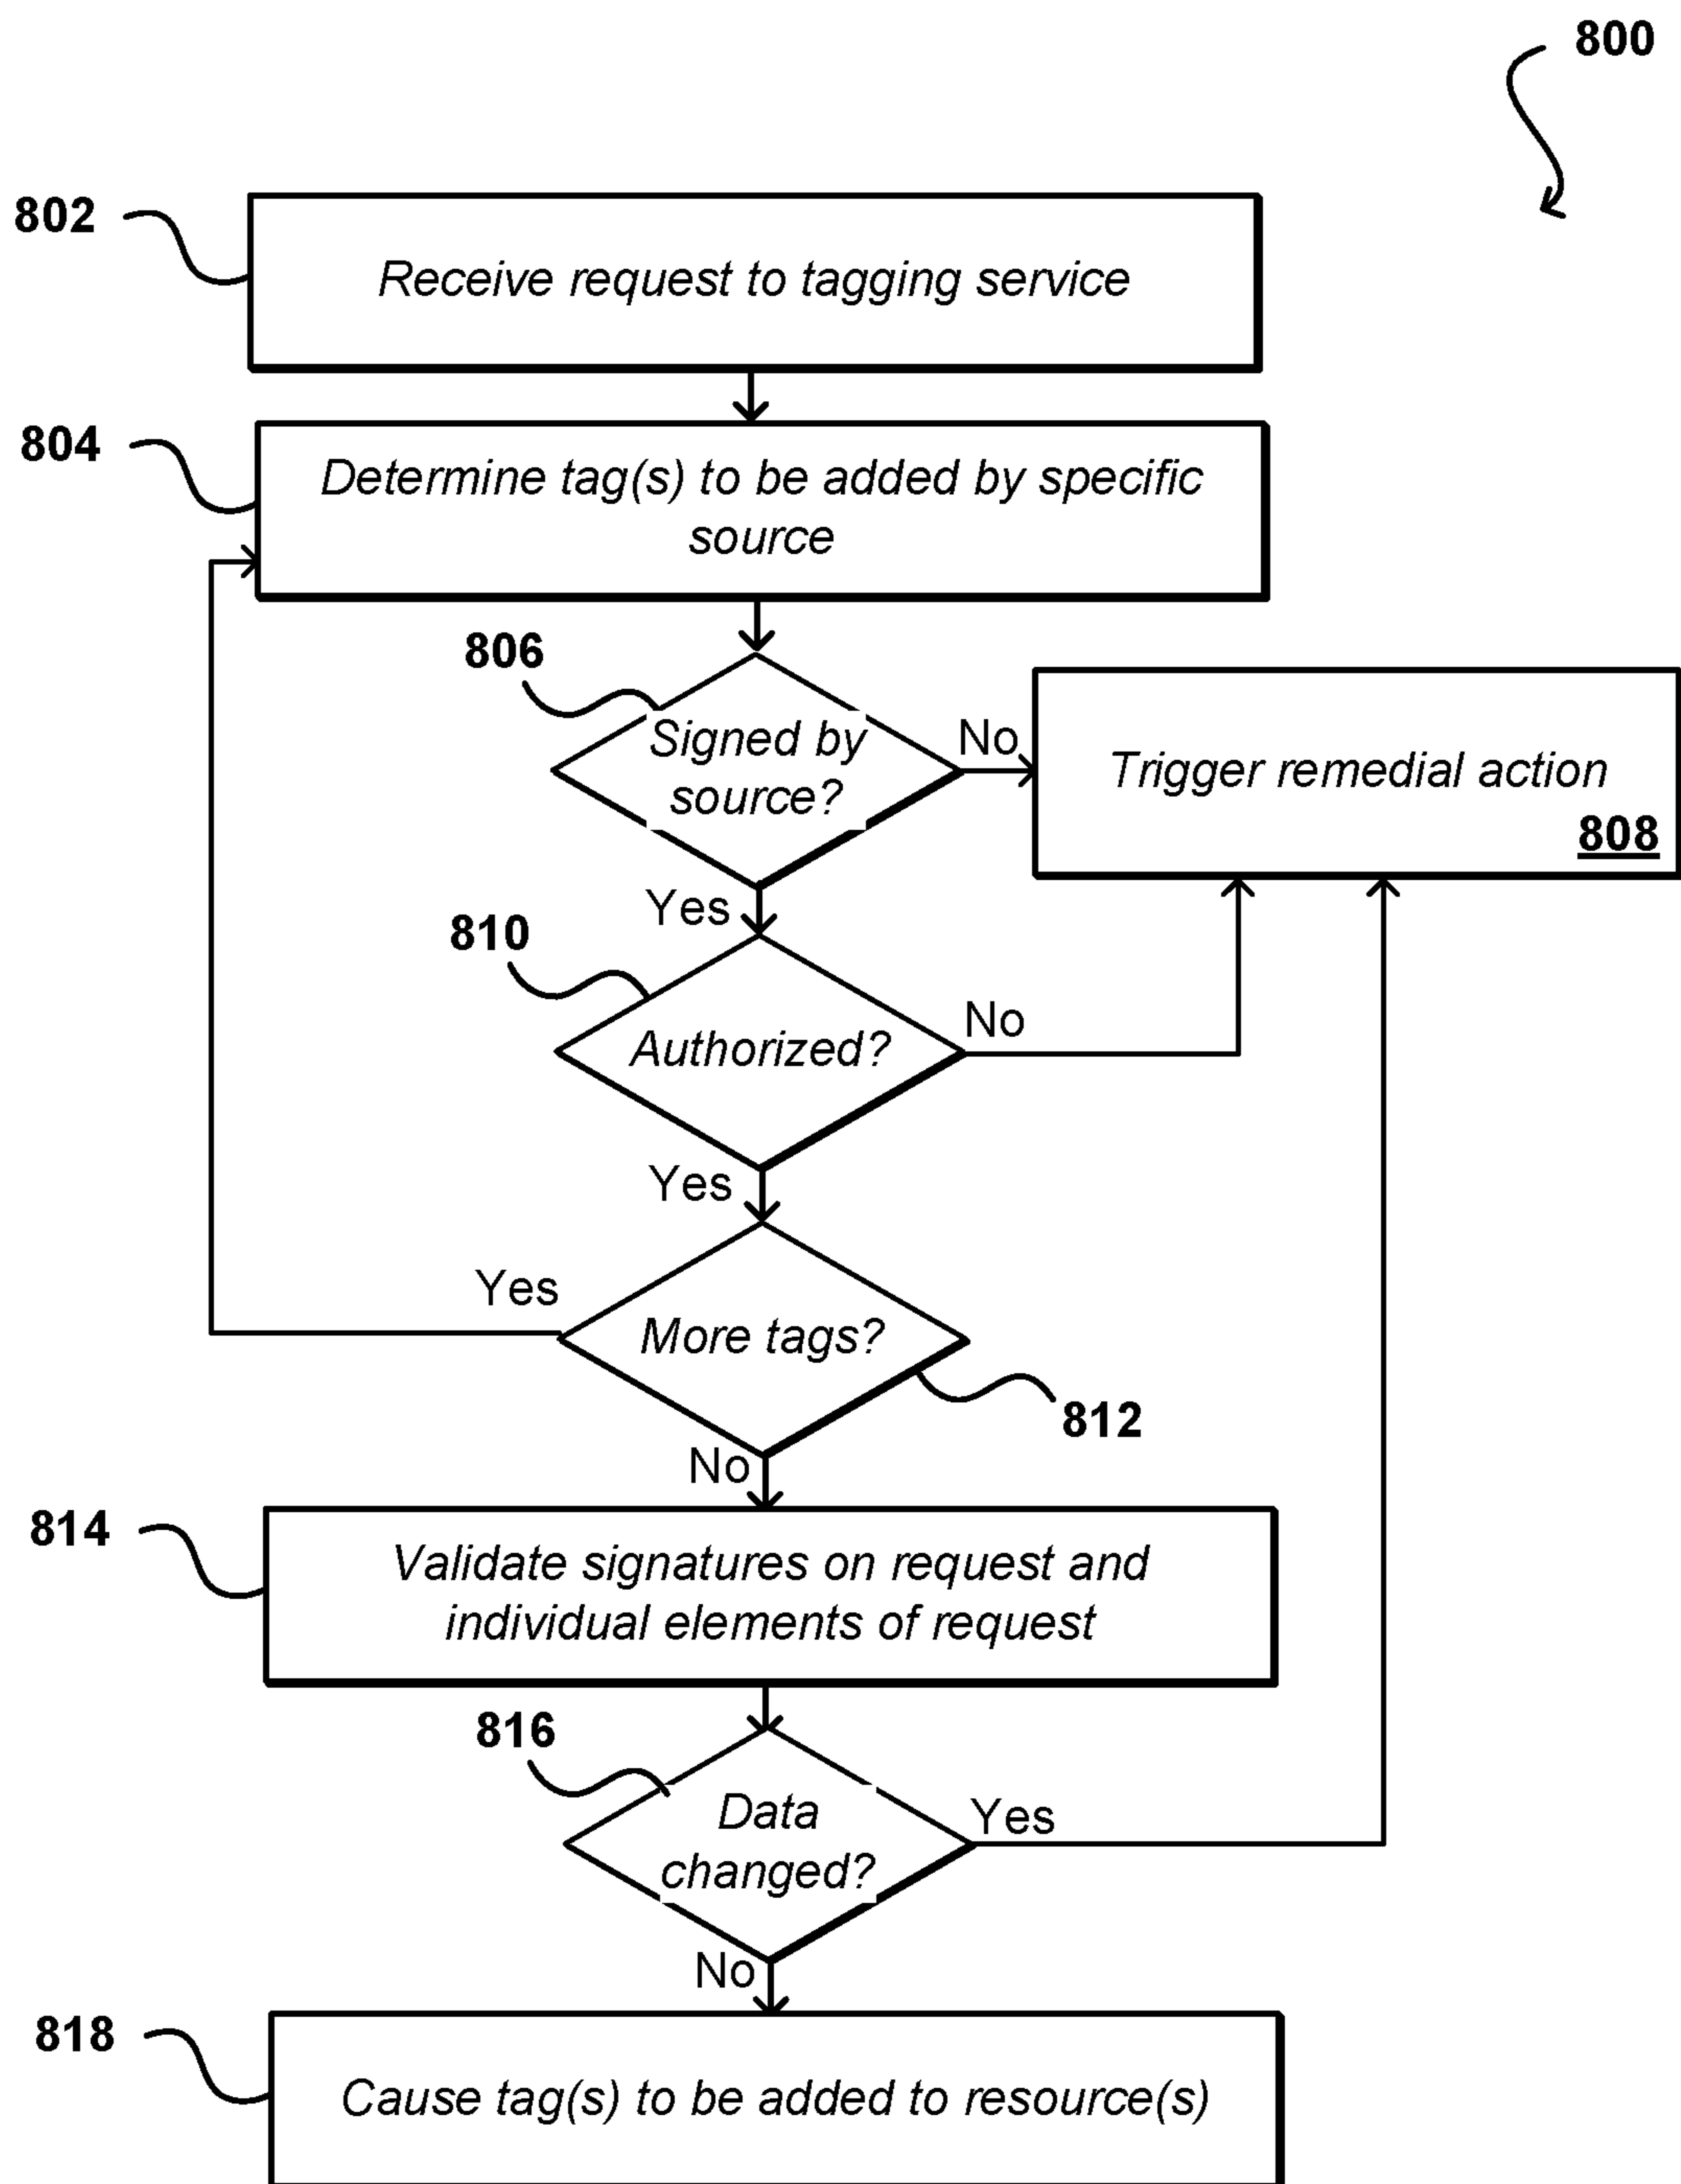 800
802
Receive request to tagging service
804
Determine tag(s) to be added by specific
source
806
Signed by
source?
No
Trigger remedial action
808
Yes
810
Authorized?
No
Yes
More tags?
Yes
812
No
814
Validate signatures on request and
individual elements of request
816
Data
changed?
Yes
No
818
Cause tag(s) to be added to resource(s)